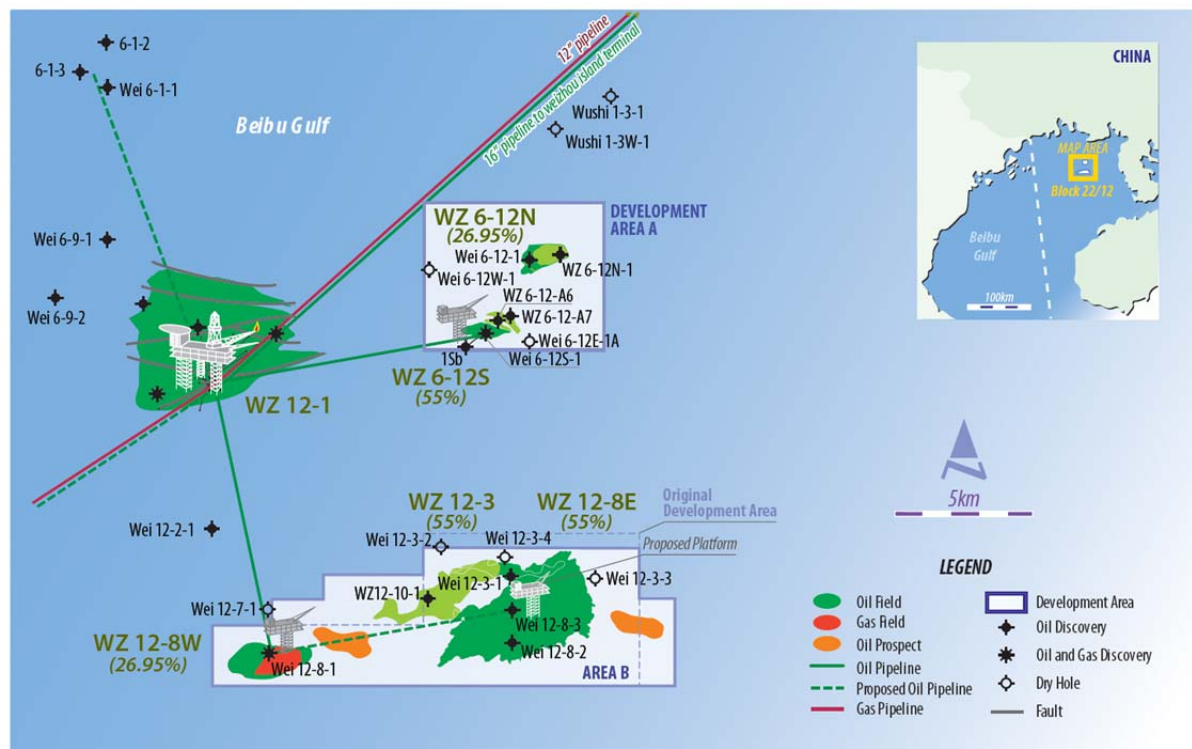 6-1-2
6-1-3
Wei 6-1-1
Beibu Gulf
12" pipeline
16" pipeline to weizhou island terminal
Wushi 1-3-1
Wushi 1-3W-1
CHINA
MAP AREA
Block 22/12
Beibu
Gulf
100km
WZ 6-12N
(26.95%)
DEVELOPMENT
AREA A
Wei 6-9-1
Wei 6-12-1
WZ 6-12N-1
Wei 6-12W-1
WZ 6-12-A6
WZ 6-12-A7
Wei 6-9-2
Wei 6-12E-1A
1Sb
Wei 6-12S-1
WZ 6-12S
(55%)
WZ 12-1
5km
WZ 12-3
(55%)
WZ 12-8E
(55%)
Original
Development Area
Proposed Platform
Wei 12-2-1
Wei 12-3-2
Wei 12-3-4
Wei 12-3-1
Wei 12-3-3
WZ12-10-1
Wei 12-7-1
Wei 12-8-3
WZ 12-8W
(26.95%)
Wei 12-8-2
Wei 12-8-1
AREA B
LEGEND
Oil Field
Gas Field
Oil Prospect
Oil Pipeline
Proposed Oil Pipeline
Gas Pipeline
Development Area
Oil Discovery
Oil and Gas Discovery
Dry Hole
Fault